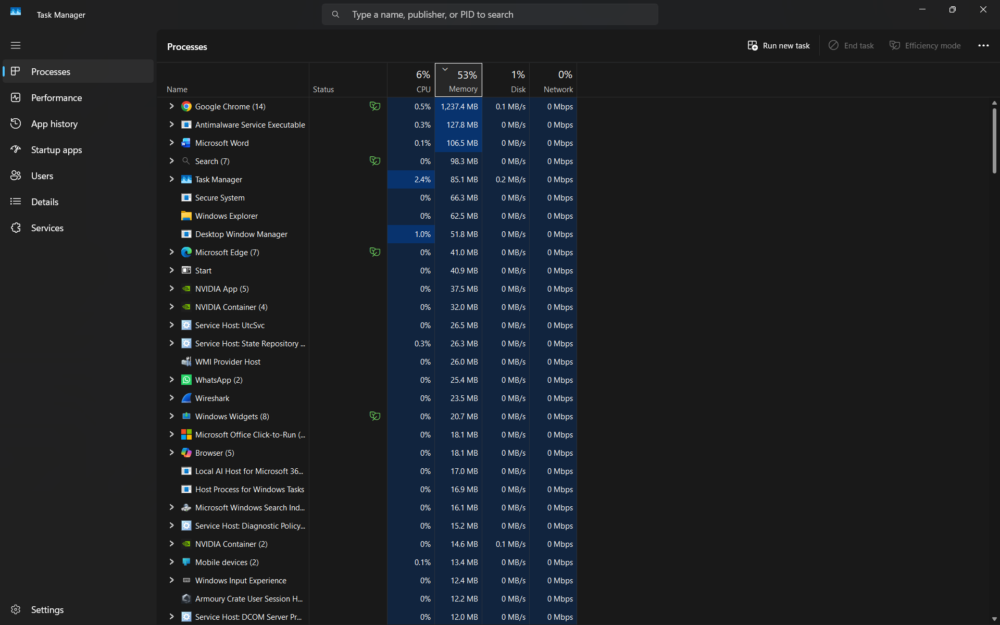 Task Manager
Type a name, publisher, or PID to search
Processes
Performance
App history
Startup apps
Users
Details
Services
Settings
Processes
Run new task
End task
Efficiency mode
6% 53% 1% 0%
Name Status CPU Memory Disk Network
Google Chrome (14) 0.5% 1,237.4 MB 0.1 MB/s 0 Mbps
Antimalware Service Executable 0.3% 127.8 MB 0 MB/s 0 Mbps
Microsoft Word 0.1% 106.5 MB 0 MB/s 0 Mbps
Search (7) 0% 98.3 MB 0 MB/s 0 Mbps
Task Manager 2.4% 85.1 MB 0.2 MB/s 0 Mbps
Secure System 0% 66.3 MB 0 MB/s 0 Mbps
Windows Explorer 0% 62.5 MB 0 MB/s 0 Mbps
Desktop Window Manager 1.0% 51.8 MB 0 MB/s 0 Mbps
Microsoft Edge (7) 0% 41.0 MB 0 MB/s 0 Mbps
Start 0% 40.9 MB 0 MB/s 0 Mbps
NVIDIA App (5) 0% 37.5 MB 0 MB/s 0 Mbps
NVIDIA Container (4) 0% 32.0 MB 0 MB/s 0 Mbps
Service Host: UtcSvc 0% 26.5 MB 0 MB/s 0 Mbps
Service Host: State Repository ... 0.3% 26.3 MB 0 MB/s 0 Mbps
WMI Provider Host 0% 26.0 MB 0 MB/s 0 Mbps
WhatsApp (2) 0% 25.4 MB 0 MB/s 0 Mbps
Wireshark 0% 23.5 MB 0 MB/s 0 Mbps
Windows Widgets (8) 0% 20.7 MB 0 MB/s 0 Mbps
Microsoft Office Click-to-Run (... 0% 18.1 MB 0 MB/s 0 Mbps
Browser (5) 0% 18.1 MB 0 MB/s 0 Mbps
Local AI Host for Microsoft 36... 0% 17.0 MB 0 MB/s 0 Mbps
Host Process for Windows Tasks 0% 16.9 MB 0 MB/s 0 Mbps
Microsoft Windows Search Ind... 0% 16.1 MB 0 MB/s 0 Mbps
Service Host: Diagnostic Policy... 0% 15.2 MB 0 MB/s 0 Mbps
NVIDIA Container (2) 0% 14.6 MB 0.1 MB/s 0 Mbps
Mobile devices (2) 0.1% 13.4 MB 0 MB/s 0 Mbps
Windows Input Experience 0% 12.4 MB 0 MB/s 0 Mbps
Armoury Crate User Session H... 0% 12.2 MB 0 MB/s 0 Mbps
Service Host: DCOM Server Pr... 0% 12.0 MB 0 MB/s 0 Mbps